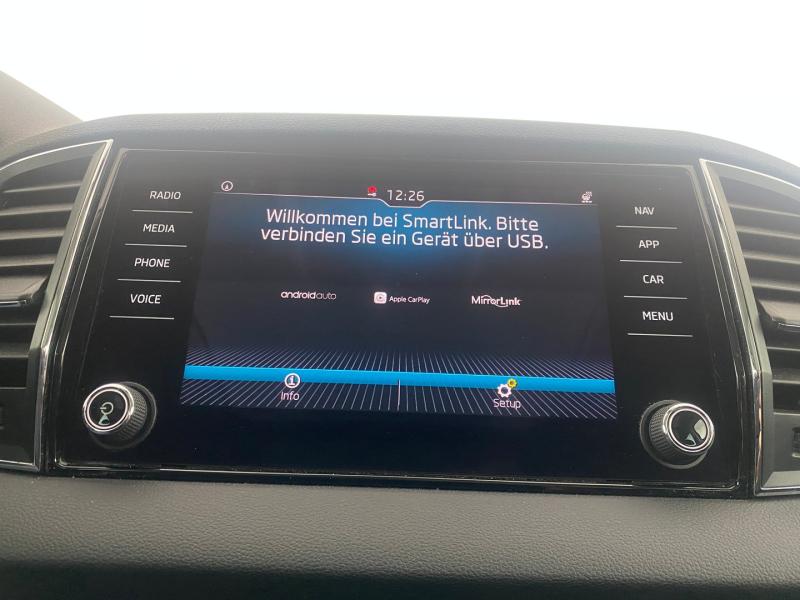 12:26
Willkommen bei SmartLink. Bitte
verbinden Sie ein Gerät über USB.
androidauto
Apple CarPlay
MirrorLink
Info
Setup
RADIO
MEDIA
PHONE
VOICE
NAV
APP
CAR
MENU